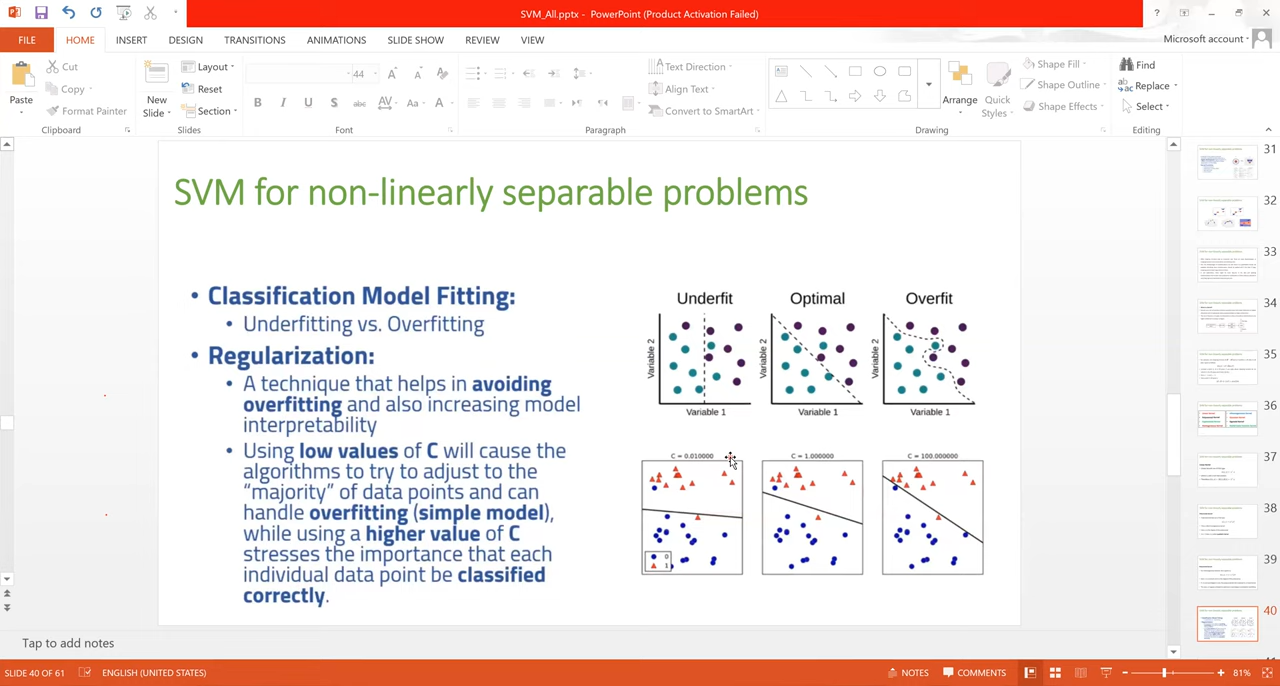 SVM_All.pptx - PowerPoint (Product Activation Failed)
?
FILE
HOME
INSERT
DESIGN
TRANSITIONS
ANIMATIONS
SLIDE SHOW
REVIEW
VIEW
Microsoft account
Paste
Cut
Copy
Format Painter
Clipboard
New
Slide
Layout
Reset
Section
Slides
44
B I U S abc AV Aa A
Font
Text Direction
Align Text
Convert to SmartArt
Paragraph
Arrange
Quick
Styles
Shape Fill
Shape Outline
Shape Effects
Drawing
Find
Replace
Select
Editing
SVM for non-linearly separable problems
• Classification Model Fitting:
• Underfitting vs. Overfitting
• Regularization:
• A technique that helps in avoiding
overfitting and also increasing model
interpretability
• Using low values of C will cause the
algorithms to try to adjust to the
“majority” of data points and can
handle overfitting (simple model),
while using a higher value of C
stresses the importance that each
individual data point be classified
correctly.
Underfit
Optimal
Overfit
Variable 2
Variable 2
Variable 2
Variable 1
Variable 1
Variable 1
C = 0.010000
C = 1.000000
C = 100.000000
0
1
31
32
33
34
35
36
37
38
39
40
Tap to add notes
SLIDE 40 OF 61
ENGLISH (UNITED STATES)
NOTES
COMMENTS
81%